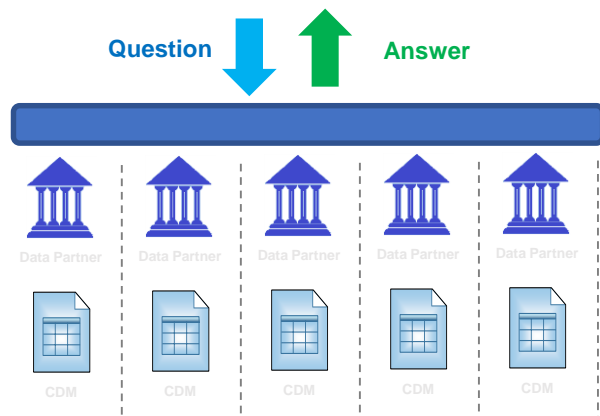 Question
Answer
Data Partner
Data Partner
Data Partner
Data Partner
Data Partner
CDM
CDM
CDM
CDM
CDM